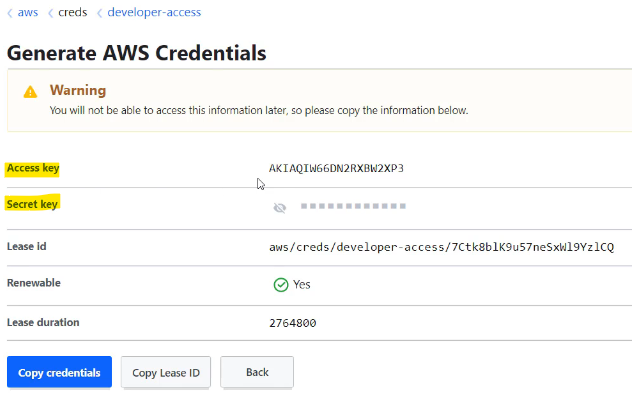 aws creds developer-access
Generate AWS Credentials
Warning
You will not be able to access this information later, so please copy the information below.
Access key AKIAQIW66DN2RXBW2XP3
Secret key
Lease id aws/creds/developer-access/7Ctk8blK9u57neSxWl9YzlCQ
Renewable Yes
Lease duration 2764800
Copy credentials Copy Lease ID Back